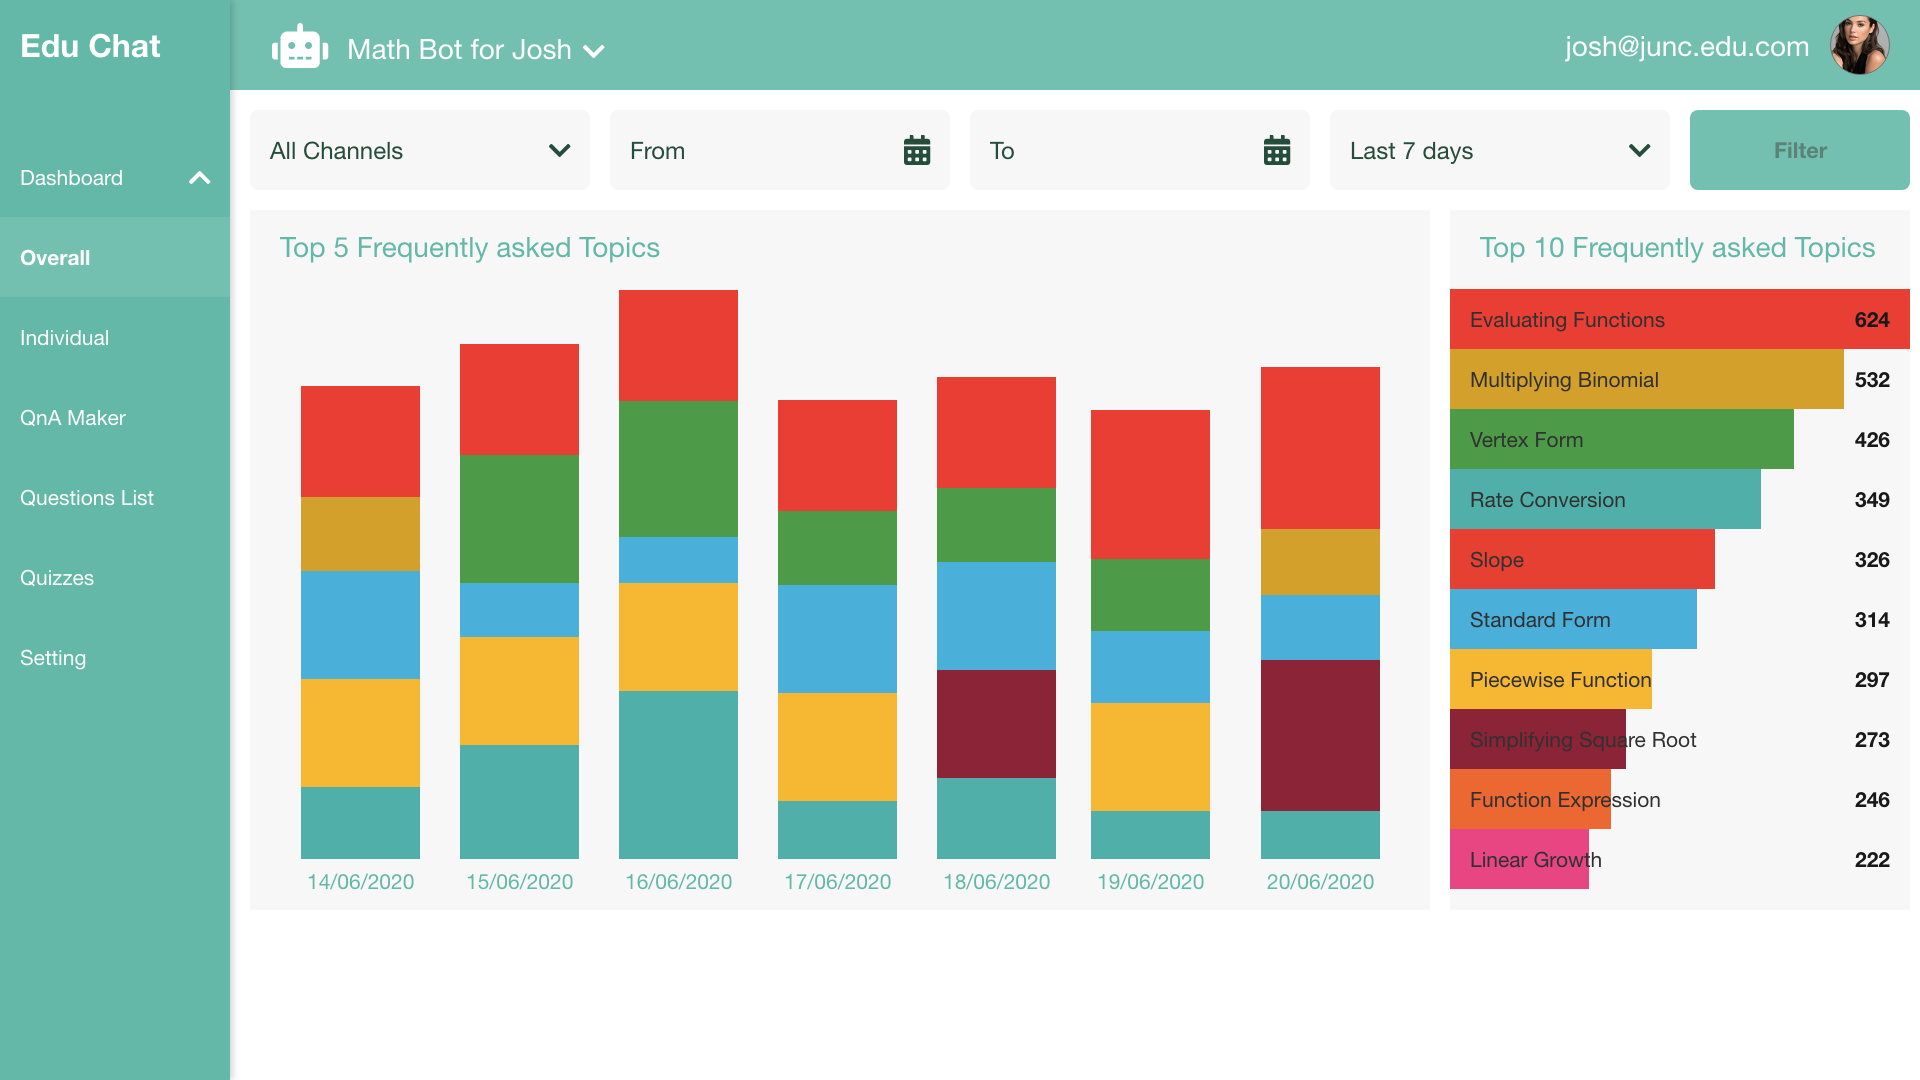 Edu Chat
Math Bot for Josh
josh@junc.edu.com
Dashboard
Overall
Individual
QnA Maker
Questions List
Quizzes
Setting
All Channels
From
To
Last 7 days
Filter
Top 5 Frequently asked Topics
14/06/2020
15/06/2020
16/06/2020
17/06/2020
18/06/2020
19/06/2020
20/06/2020
Top 10 Frequently asked Topics
Evaluating Functions 624
Multiplying Binomial 532
Vertex Form 426
Rate Conversion 349
Slope 326
Standard Form 314
Piecewise Function 297
Simplifying Square Root 273
Function Expression 246
Linear Growth 222